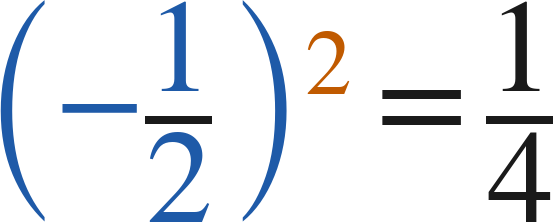 (−1/2)² = 1/4